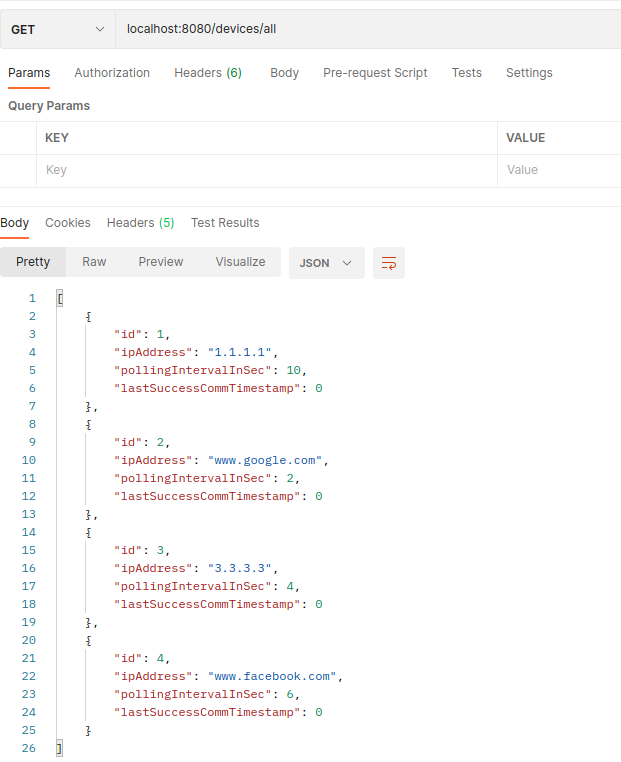 GET localhost:8080/devices/all
Params Authorization Headers (6) Body Pre-request Script Tests Settings
Query Params
KEY VALUE
Key Value
Body Cookies Headers (5) Test Results
Pretty Raw Preview Visualize JSON
1 [
2 {
3 "id": 1,
4 "ipAddress": "1.1.1.1",
5 "pollingIntervalInSec": 10,
6 "lastSuccessCommTimestamp": 0
7 },
8 {
9 "id": 2,
10 "ipAddress": "www.google.com",
11 "pollingIntervalInSec": 2,
12 "lastSuccessCommTimestamp": 0
13 },
14 {
15 "id": 3,
16 "ipAddress": "3.3.3.3",
17 "pollingIntervalInSec": 4,
18 "lastSuccessCommTimestamp": 0
19 },
20 {
21 "id": 4,
22 "ipAddress": "www.facebook.com",
23 "pollingIntervalInSec": 6,
24 "lastSuccessCommTimestamp": 0
25 }
26 ]